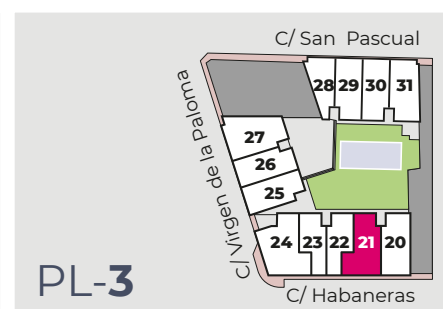 C/ San Pascual
28 29 30 31
C/ Virgen de la Paloma
27
26
25
24 23 22 21 20
PL-3
C/ Habaneras